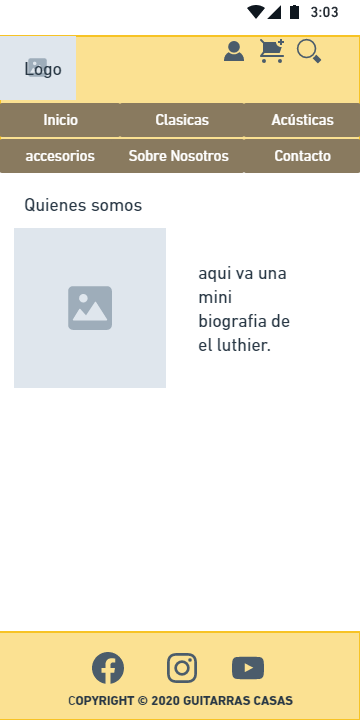 3:03
Logo
Inicio Clasicas Acústicas
accesorios Sobre Nosotros Contacto
Quienes somos
aqui va una
mini
biografia de
el luthier.
COPYRIGHT © 2020 GUITARRAS CASAS